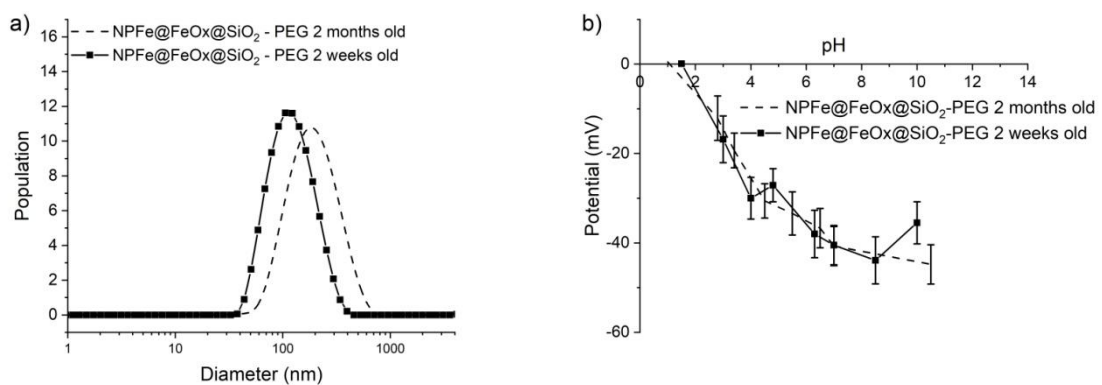 a)
NPFe@FeOx@SiO₂ - PEG 2 months old
NPFe@FeOx@SiO₂ - PEG 2 weeks old
16
14
12
10
8
6
4
2
0
Population
1
10
100
1000
Diameter (nm)
b)
pH
0
0
2
4
6
8
10
12
14
NPFe@FeOx@SiO₂-PEG 2 months old
NPFe@FeOx@SiO₂-PEG 2 weeks old
-20
-40
-60
Potential (mV)